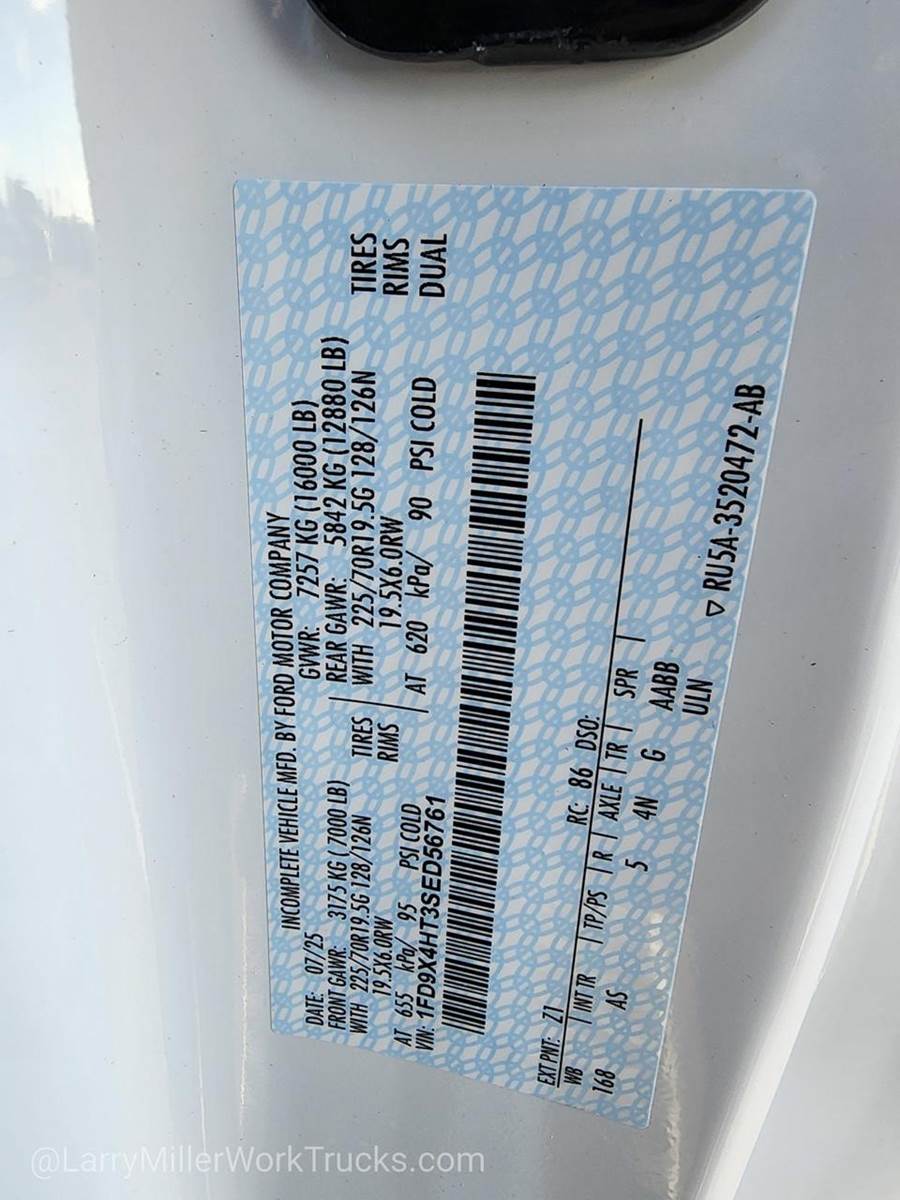 INCOMPLETE VEHICLE MFD. BY FORD MOTOR COMPANY
DATE: 07/25 GVWR: 7257 KG (16000 LB)
FRONT GAWR: 3175 KG ( 7000 LB) REAR GAWR: 5842 KG (12880 LB)
WITH 225/70R19.5G 128/126N TIRES WITH 225/70R19.5G 128/126N TIRES
19.5X6.0RW RIMS 19.5X6.0RW RIMS
AT 655 kPa/ 95 PSI COLD AT 620 kPa/ 90 PSI COLD DUAL
VIN: 1FD9X4HT3SED56761
EXT PNT: Z1 RC: 86 DSO:
WB | INT TR | TP/PS | R | AXLE | TR | SPR |
168 AS 5 4N G AABB
ULN
▽ RU5A-3520472-AB
@LarryMillerWorkTrucks.com